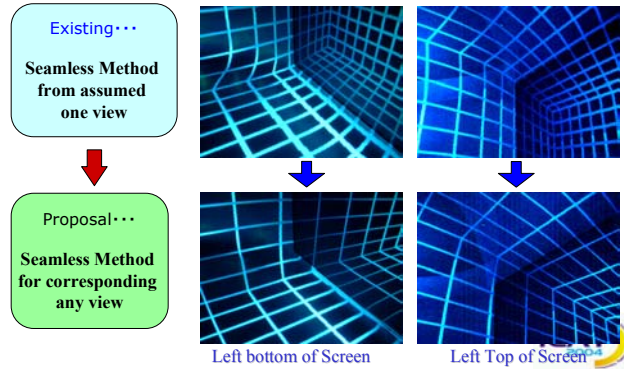 Existing･･･
Seamless Method
from assumed
one view
Proposal･･･
Seamless Method
for corresponding
any view
Left bottom of Screen
Left Top of Screen
2004